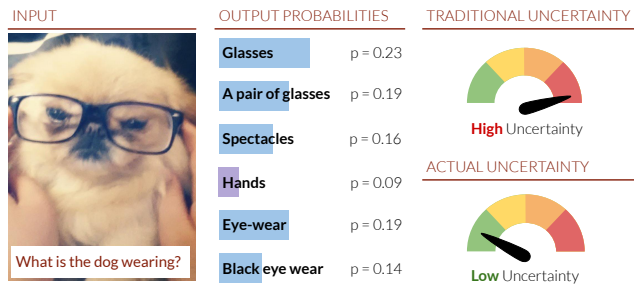 INPUT
What is the dog wearing?
OUTPUT PROBABILITIES
Glasses p = 0.23
A pair of glasses p = 0.19
Spectacles p = 0.16
Hands p = 0.09
Eye-wear p = 0.19
Black eye wear p = 0.14
TRADITIONAL UNCERTAINTY
High Uncertainty
ACTUAL UNCERTAINTY
Low Uncertainty